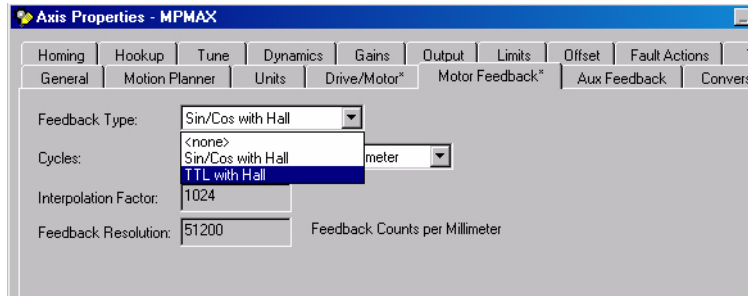 Axis Properties - MPMAX
Homing Hookup Tune Dynamics Gains Output Limits Offset Fault Actions
General Motion Planner Units Drive/Motor* Motor Feedback* Aux Feedback Convers
Feedback Type: Sin/Cos with Hall
<none>
Sin/Cos with Hall
Cycles: meter
TTL with Hall
Interpolation Factor: 1024
Feedback Resolution: 51200 Feedback Counts per Millimeter